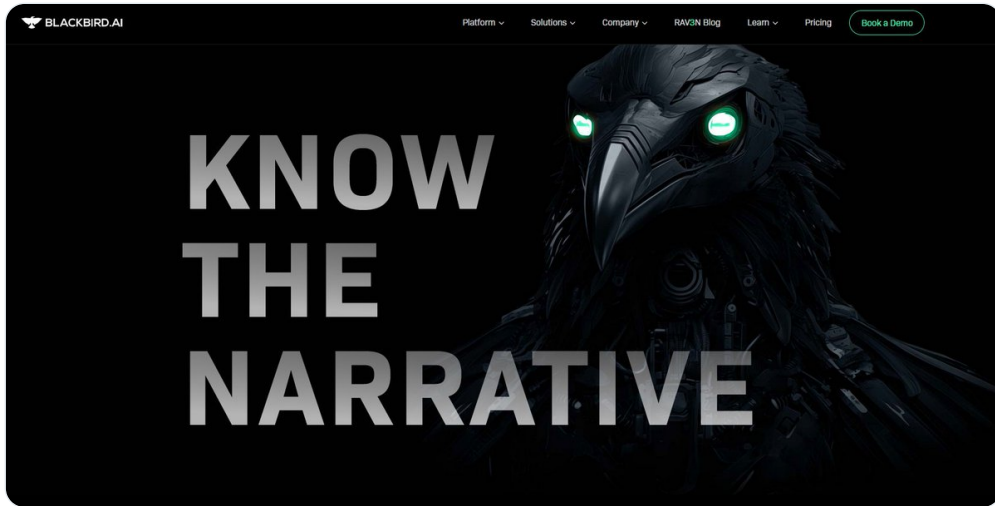 BLACKBIRD.AI
Platform Solutions Company RAV3N Blog Learn Pricing Book a Demo
KNOW
THE
NARRATIVE